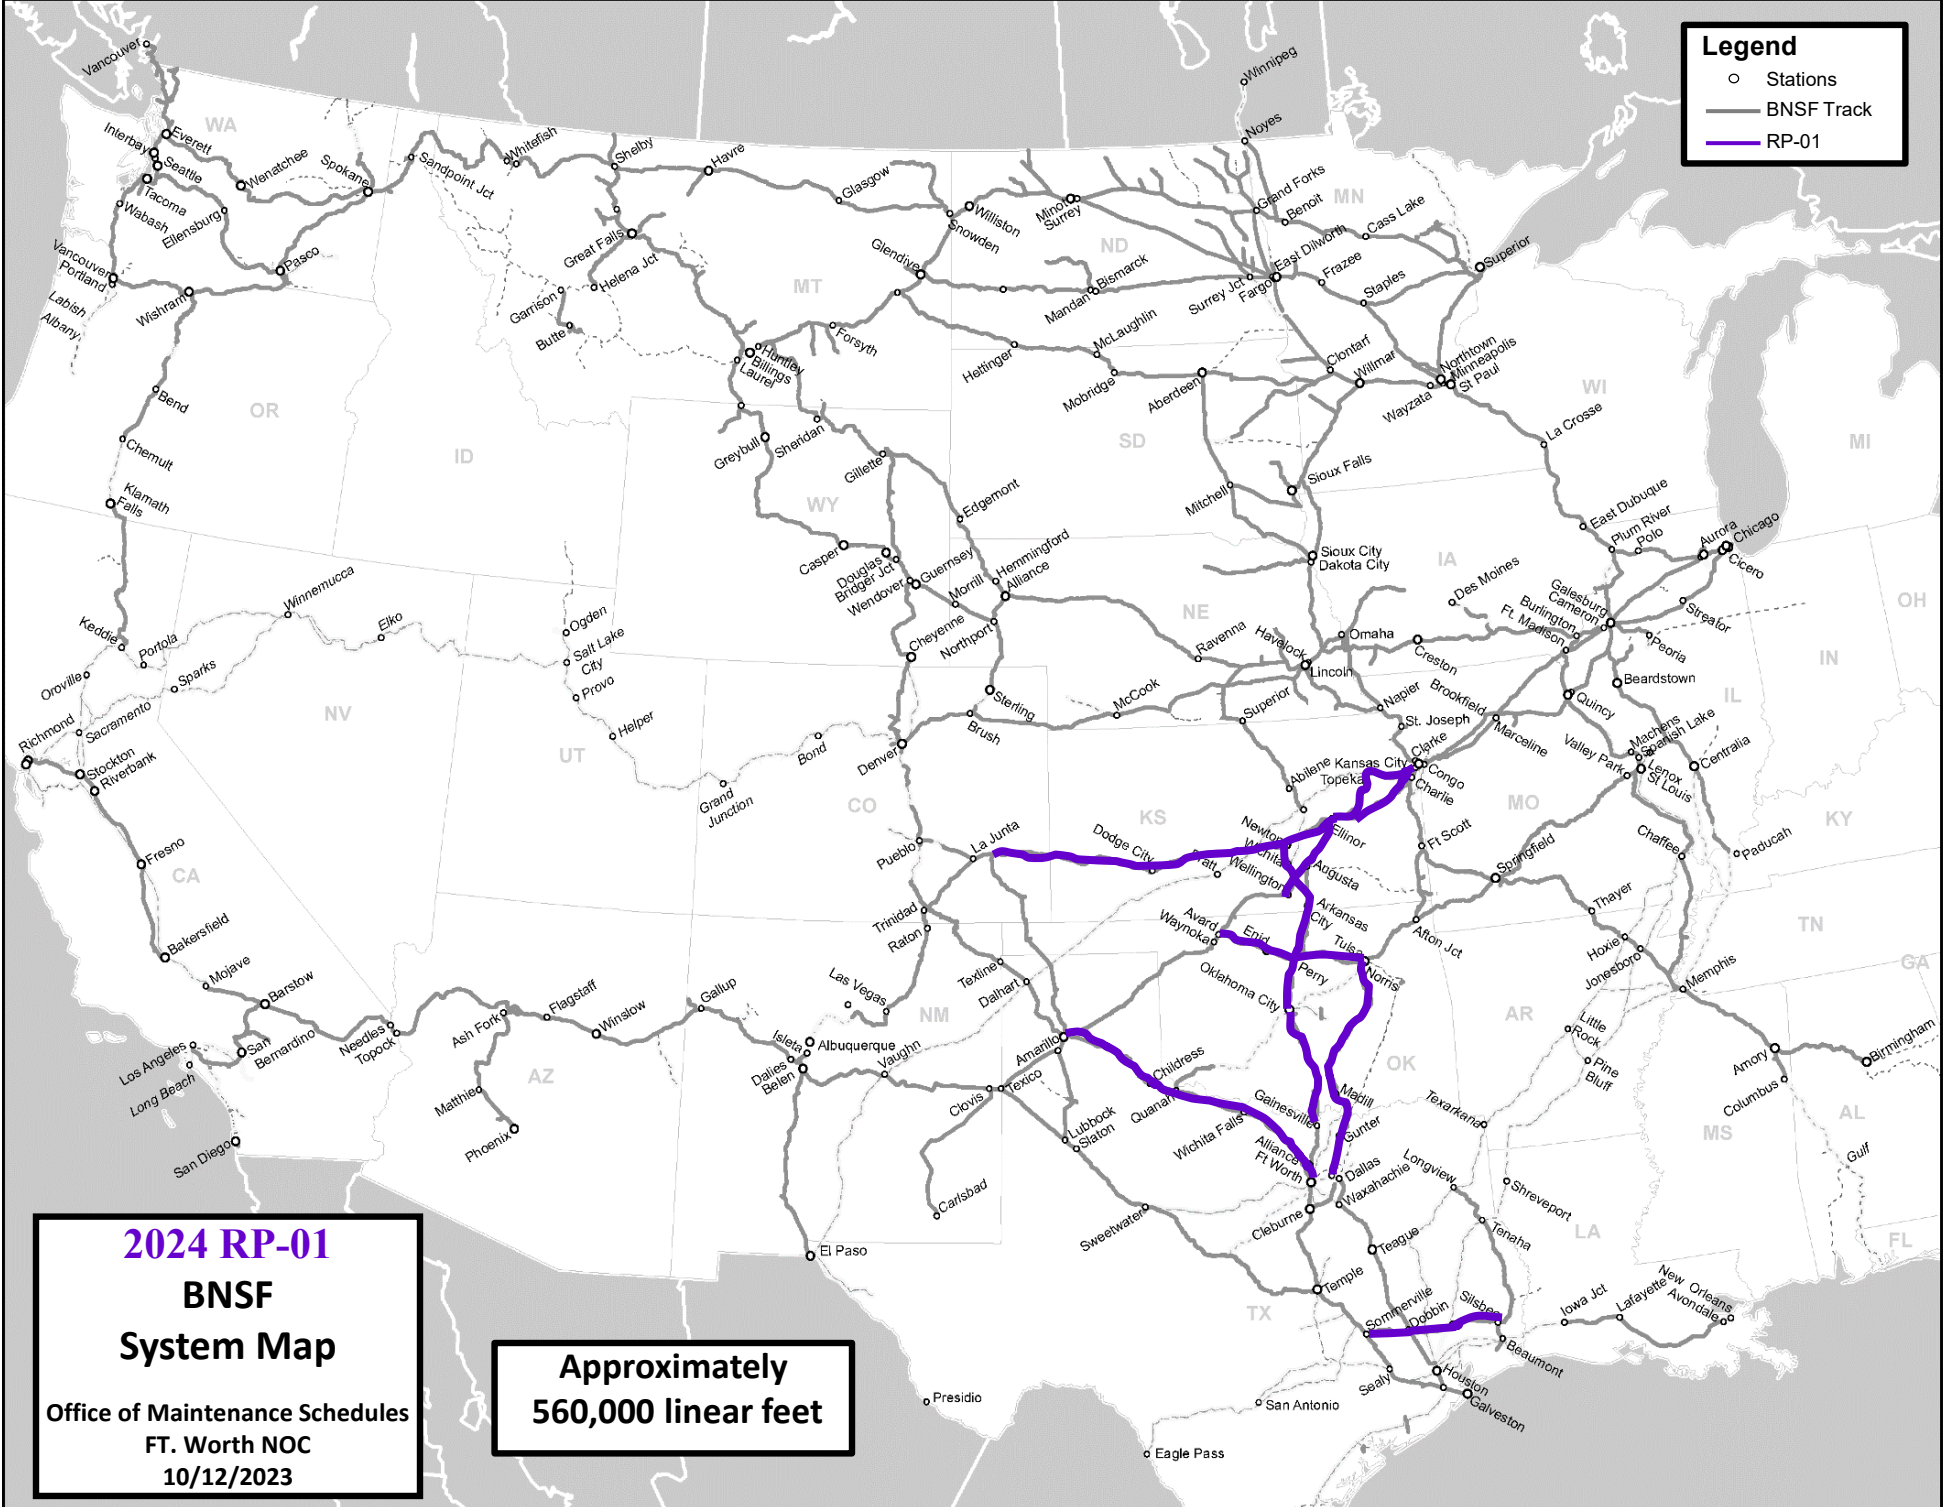 Legend
Stations
BNSF Track
RP-01
Vancouver
Winnipeg
Noyes
WA
Interbay
Everett
Seattle
Wenatchee
Spokane
Sandpoint Jct
Whitefish
Shelby
Havre
Glasgow
Tacoma
Wabash
Ellensburg
Williston
Snowden
Minot
Surrey
Grand Forks
Benoit
MN
Cass Lake
Vancouver
Portland
Labish
Albany
Pasco
Wishram
Great Falls
Helena Jct
Garrison
Butte
MT
Glendive
ND
Bismarck
Mandan
Surrey Jct
East Dilworth
Fargo
Frazee
Staples
Superior
Forsyth
Huntley
Billings
Laurel
Hettinger
McLaughlin
Mobridge
Aberdeen
Clontarf
Willmar
Northtown
Minneapolis
St Paul
Wayzata
WI
Bend
OR
ID
Chemult
Klamath
Falls
Greybull
Sheridan
Gillette
SD
La Crosse
MI
WY
Edgemont
Mitchell
Sioux Falls
East Dubuque
Plum River
Polo
Aurora
Chicago
Cicero
Casper
Douglas
Bridger Jct
Wendover
Guernsey
Morrill
Hemmingford
Alliance
Sioux City
Dakota City
IA
Des Moines
Galesburg
Cameron
Burlington
Ft. Madison
Streator
Peoria
OH
Keddie
Portola
Winnemucca
Elko
Ogden
Salt Lake
City
Provo
Cheyenne
Northport
NE
Ravenna
Havelock
Omaha
Lincoln
Creston
IN
Oroville
Sparks
Sacramento
Richmond
Stockton
Riverbank
NV
UT
Helper
Grand
Junction
Bond
Denver
Sterling
Brush
McCook
Superior
Napier
Brookfield
St. Joseph
Marceline
Quincy
Beardstown
IL
Machens
Spanish Lake
Valley Park
Lenox
St Louis
Centralia
Clarke
Kansas City
Congo
Charlie
Abilene
Topeka
MO
KY
CO
KS
Fresno
CA
Pueblo
La Junta
Dodge City
Pratt
Newton
Wichita
Wellington
Ellinor
Augusta
Ft Scott
Springfield
Chaffee
Paducah
Bakersfield
Mojave
Barstow
Trinidad
Raton
Avard
Waynoka
Enid
Arkansas
City
Tulsa
Afton Jct
Thayer
Hoxie
Jonesboro
Memphis
TN
GA
Texline
Dalhart
Oklahoma City
Perry
Norris
Los Angeles
Long Beach
San
Bernardino
Needles
Topock
Ash Fork
Flagstaff
Winslow
Gallup
Las Vegas
NM
Isleta
Albuquerque
Dalies
Belen
Vaughn
Amarillo
Childress
OK
AR
Little
Rock
Pine
Bluff
Amory
Columbus
Birmingham
San Diego
AZ
Matthie
Phoenix
Clovis
Texico
Lubbock
Slaton
Quanah
Wichita Falls
Gainesville
Madill
Gunter
Texarkana
MS
AL
Gulf
Alliance
Ft Worth
Dallas
Waxahachie
Longview
Shreveport
Carlsbad
Sweetwater
Cleburne
Teague
Tenaha
LA
FL
El Paso
Temple
TX
Sommerville
Dobbin
Silsbee
Iowa Jct
Lafayette
New Orleans
Avondale
Beaumont
Sealy
Houston
Galveston
Presidio
San Antonio
Eagle Pass
2024 RP-01
BNSF
System Map
Office of Maintenance Schedules
FT. Worth NOC
10/12/2023
Approximately
560,000 linear feet